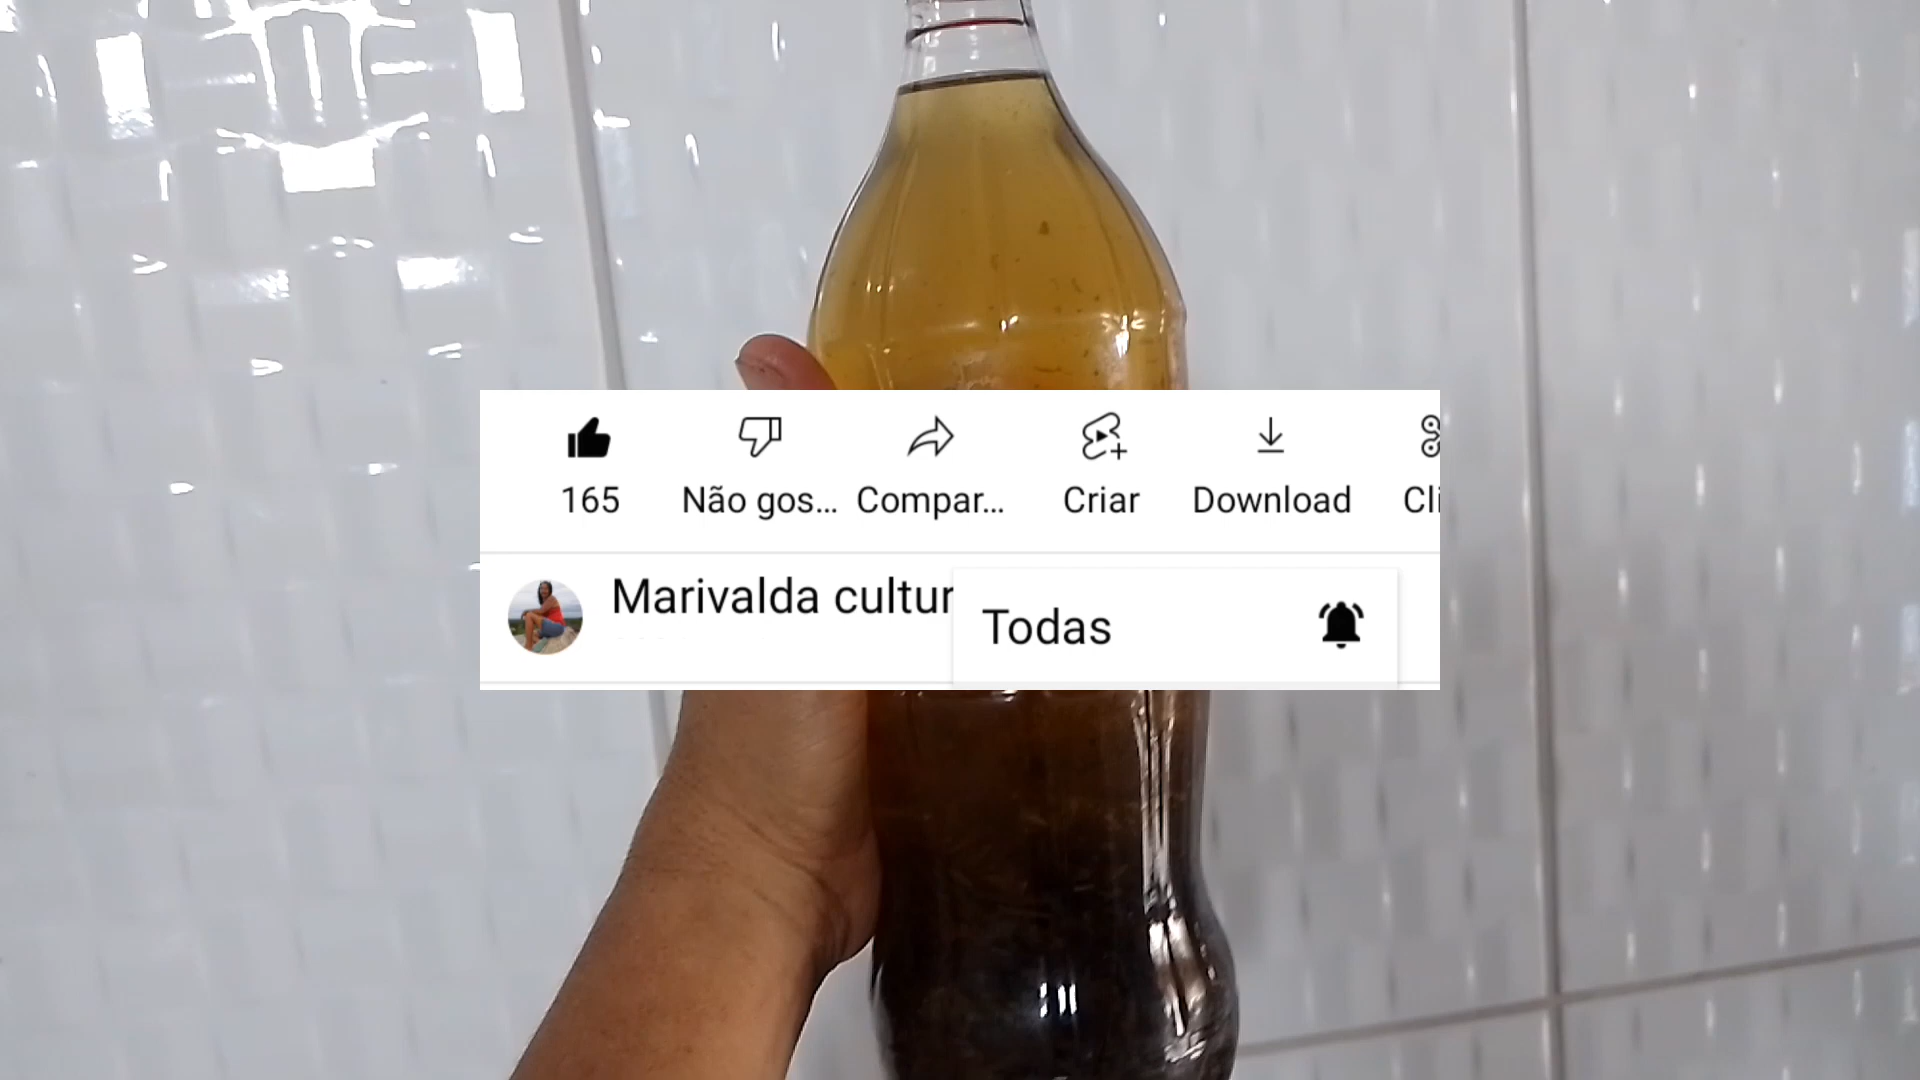 165
Não gos...
Compar...
Criar
Download
Cli
Marivalda cultur
Todas